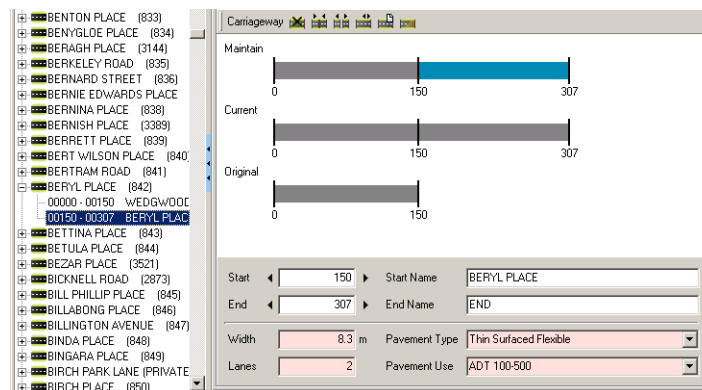 BENTON PLACE (833)
BENYGLOE PLACE (834)
BERAGH PLACE (3144)
BERKELEY ROAD (835)
BERNARD STREET (836)
BERNIE EDWARDS PLACE
BERNINA PLACE (838)
BERNISH PLACE (3389)
BERRETT PLACE (839)
BERT WILSON PLACE (840)
BERTRAM ROAD (841)
BERYL PLACE (842)
00000 - 00150 WEDGWOOD
00150 - 00307 BERYL PLAC
BETTINA PLACE (843)
BETULA PLACE (844)
BEZAR PLACE (3521)
BICKNELL ROAD (2873)
BILL PHILLIP PLACE (845)
BILLABONG PLACE (846)
BILLINGTON AVENUE (847)
BINDA PLACE (848)
BINGARA PLACE (849)
BIRCH PARK LANE (PRIVATE
BIRCH PLACE (850)
Carriageway
Maintain
0 150 307
Current
0 150 307
Original
0 150
Start 150 Start Name BERYL PLACE
End 307 End Name END
Width 8.3 m Pavement Type Thin Surfaced Flexible
Lanes 2 Pavement Use ADT 100-500